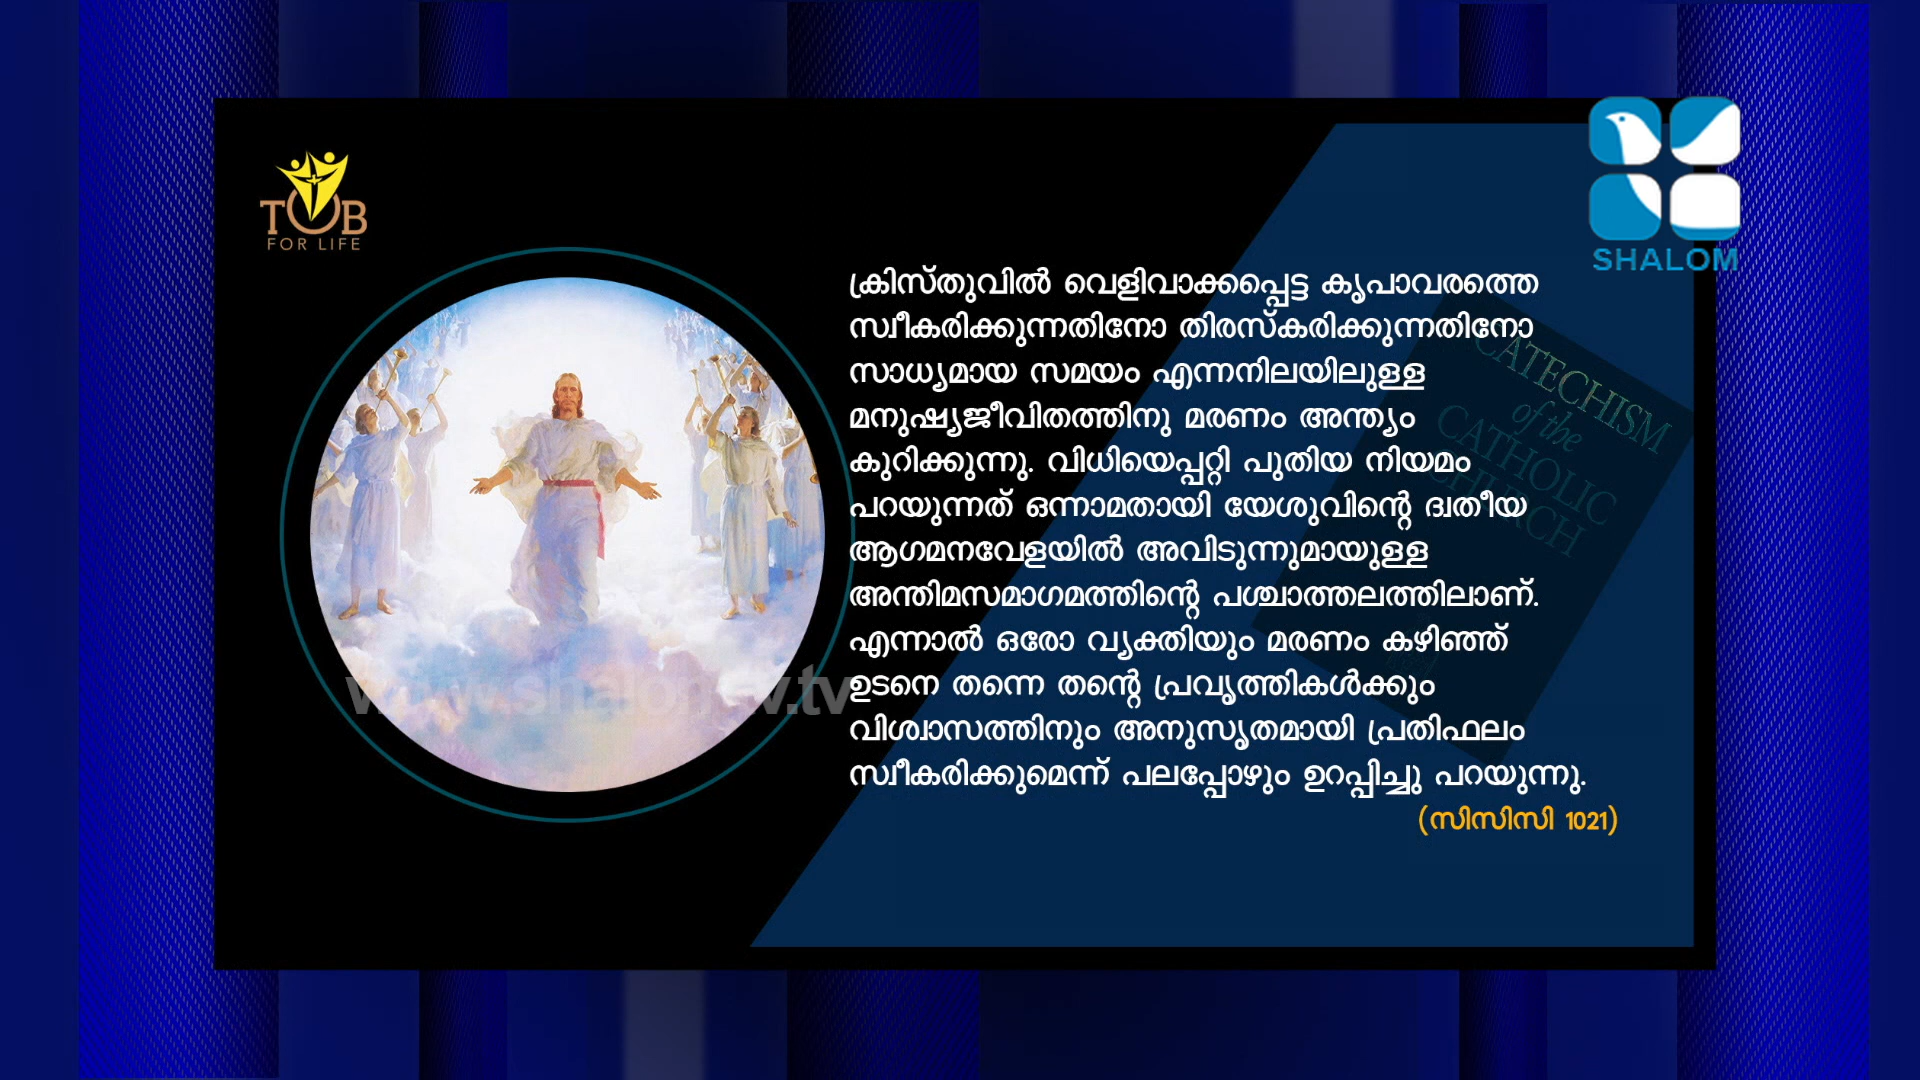 TOB
FOR LIFE
SHALOM
ക്രിസ്തുവിൽ വെളിവാക്കപ്പെട്ട കൃപാവരത്തെ
സ്വീകരിക്കുന്നതിനോ തിരസ്കരിക്കുന്നതിനോ
സാധ്യമായ സമയം എന്നനിലയിലുള്ള
മനുഷ്യജീവിതത്തിനു മരണം അന്ത്യം
കുറിക്കുന്നു. വിധിയെപ്പറ്റി പുതിയ നിയമം
പറയുന്നത് ഒന്നാമതായി യേശുവിന്റെ ദ്വതീയ
ആഗമനവേളയിൽ അവിടുന്നുമായുള്ള
അന്തിമസമാഗമത്തിന്റെ പശ്ചാത്തലത്തിലാണ്.
എന്നാൽ ഒരോ വ്യക്തിയും മരണം കഴിഞ്ഞ്
ഉടനെ തന്നെ തന്റെ പ്രവൃത്തികൾക്കും
വിശ്വാസത്തിനും അനുസൃതമായി പ്രതിഫലം
സ്വീകരിക്കുമെന്ന് പലപ്പോഴും ഉറപ്പിച്ചു പറയുന്നു.
(സിസിസി 1021)
CATECHISM
of the
CATHOLIC
CHURCH